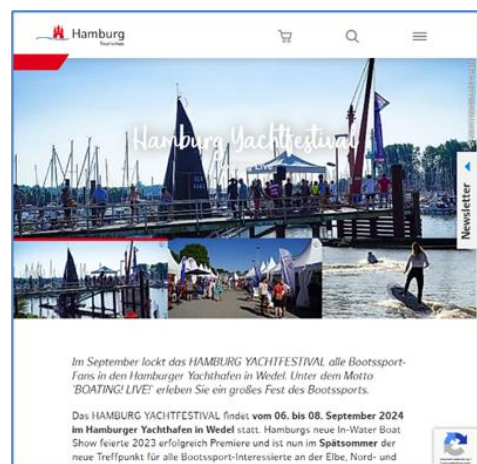 Hamburg
Tourismus
Hamburg Yachtfestival
LIVE
Newsletter
Im September lockt das HAMBURG YACHTFESTIVAL alle Bootssport-
Fans in den Hamburger Yachthafen in Wedel. Unter dem Motto
'BOATING! LIVE!' erleben Sie ein großes Fest des Bootssports.
Das HAMBURG YACHTFESTIVAL findet vom 06. bis 08. September 2024
im Hamburger Yachthafen in Wedel statt. Hamburgs neue In-Water Boat
Show feierte 2023 erfolgreich Premiere und ist nun im Spätsommer der
neue Treffpunkt für alle Bootssport-Interessierte an der Elbe, Nord- und